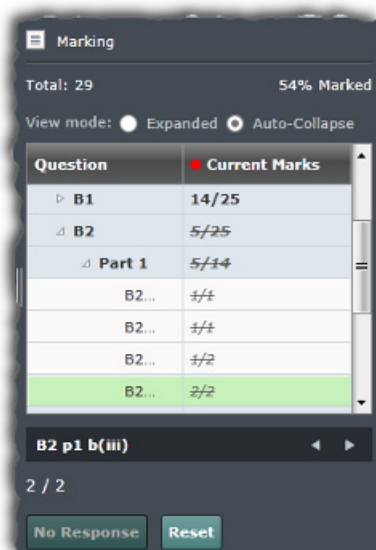 Marking
Total: 29 54% Marked
View mode: Expanded Auto-Collapse
Question Current Marks
B1 14/25
B2 5/25
Part 1 5/14
B2... 1/1
B2... 1/1
B2... 1/2
B2... 2/2
B2 p1 b(iii)
2 / 2
No Response Reset